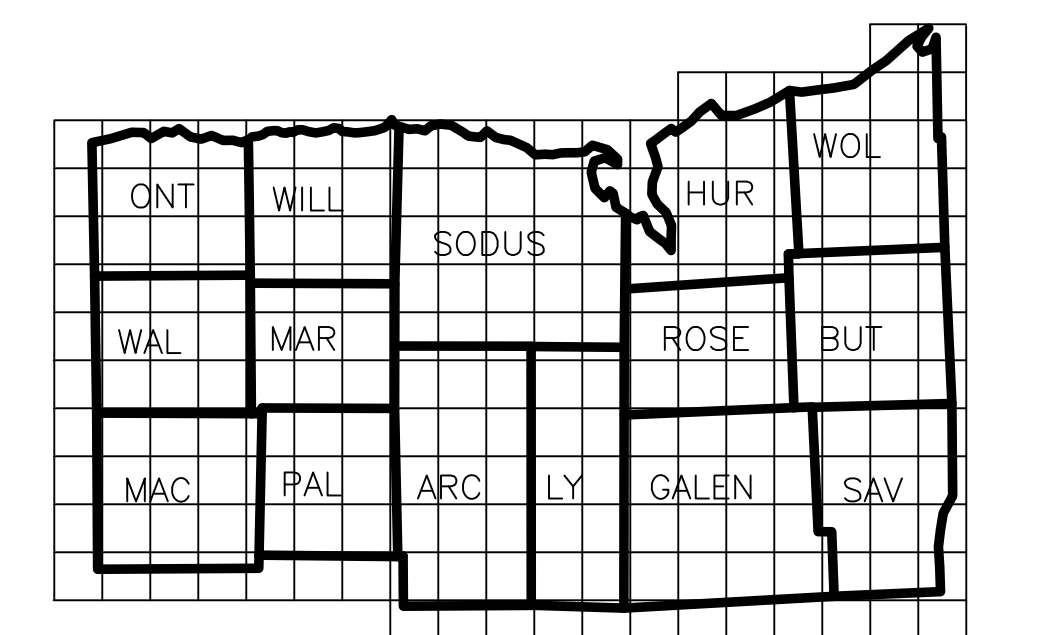 WOL
ONT
WILL
HUR
SODUS
WAL
MAR
ROSE
BUT
MAC
PAL
ARC
LY
GALEN
SAV